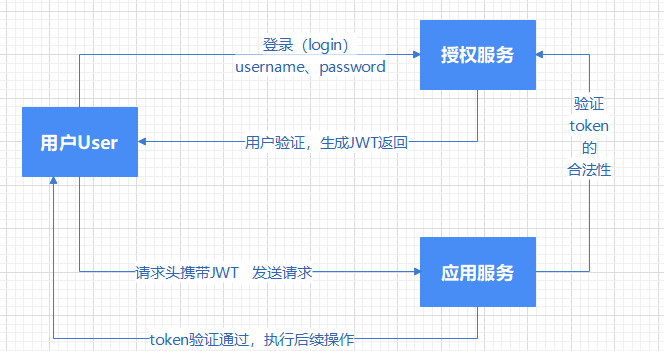 登录（login）
username、password
授权服务
用户User
用户验证，生成JWT返回
验证
token
的
合法性
请求头携带JWT 发送请求
应用服务
token验证通过，执行后续操作